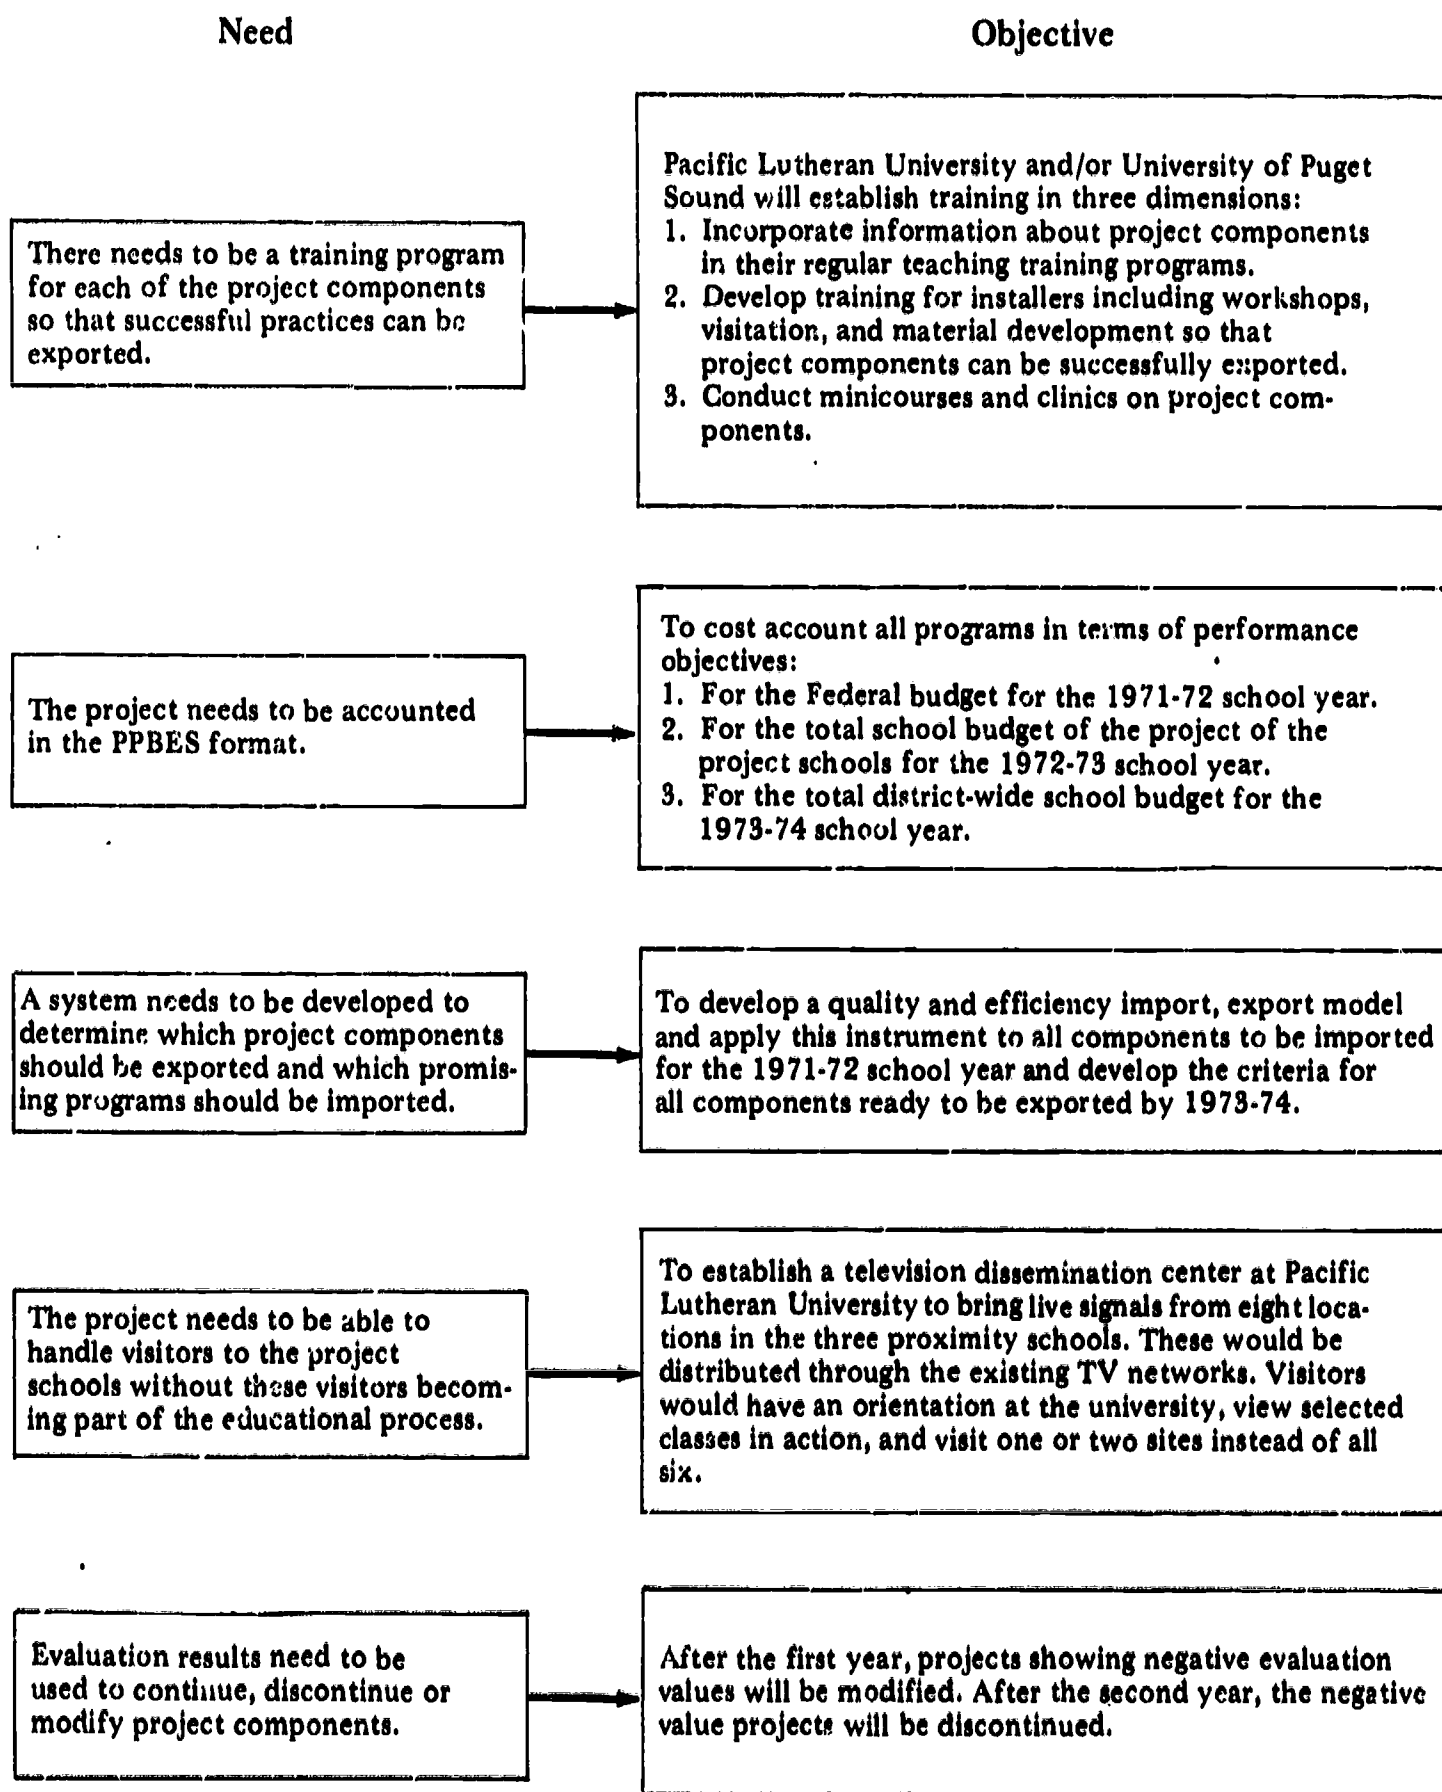 Need
Objective
There needs to be a training program
for each of the project components
so that successful practices can be
exported.
Pacific Lutheran University and/or University of Puget
Sound will establish training in three dimensions:
1. Incorporate information about project components
in their regular teaching training programs.
2. Develop training for installers including workshops,
visitation, and material development so that
project components can be successfully exported.
3. Conduct minicourses and clinics on project com-
ponents.
The project needs to be accounted
in the PPBES format.
To cost account all programs in terms of performance
objectives:
1. For the Federal budget for the 1971-72 school year.
2. For the total school budget of the project of the
project schools for the 1972-73 school year.
3. For the total district-wide school budget for the
1973-74 school year.
A system needs to be developed to
determine which project components
should be exported and which promis-
ing programs should be imported.
To develop a quality and efficiency import, export model
and apply this instrument to all components to be imported
for the 1971-72 school year and develop the criteria for
all components ready to be exported by 1973-74.
The project needs to be able to
handle visitors to the project
schools without these visitors becom-
ing part of the educational process.
To establish a television dissemination center at Pacific
Lutheran University to bring live signals from eight loca-
tions in the three proximity schools. These would be
distributed through the existing TV networks. Visitors
would have an orientation at the university, view selected
classes in action, and visit one or two sites instead of all
six.
Evaluation results need to be
used to continue, discontinue or
modify project components.
After the first year, projects showing negative evaluation
values will be modified. After the second year, the negative
value projects will be discontinued.